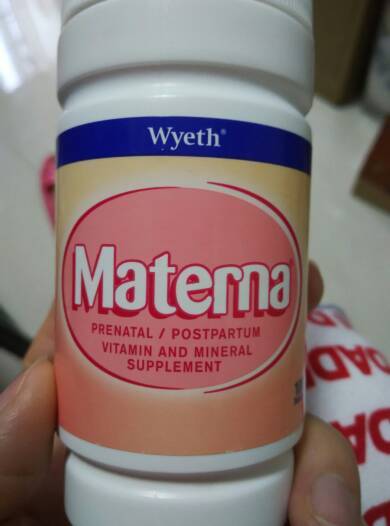 Wyeth®
Materna®
PRENATAL / POSTPARTUM
VITAMIN AND MINERAL
SUPPLEMENT